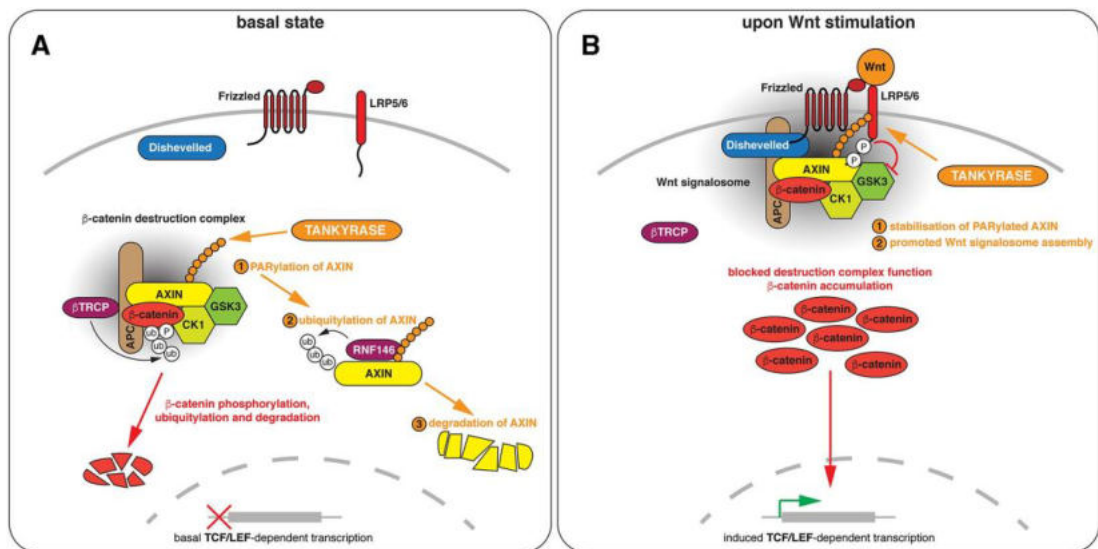 basal state
A
Frizzled
LRP5/6
Dishevelled
β-catenin destruction complex
TANKYRASE
1 PARylation of AXIN
AXIN
βTRCP
β-catenin
GSK3
CK1
APC
ub P
ub
ub
2 ubiquitylation of AXIN
ub
ub
ub
RNF146
AXIN
β-catenin phosphorylation,
ubiquitylation and degradation
3 degradation of AXIN
basal TCF/LEF-dependent transcription
upon Wnt stimulation
B
Wnt
Frizzled
LRP5/6
Dishevelled
P
P
AXIN
TANKYRASE
Wnt signalosome
β-catenin
GSK3
CK1
APC
βTRCP
1 stabilisation of PARylated AXIN
2 promoted Wnt signalosome assembly
blocked destruction complex function
β-catenin accumulation
β-catenin
β-catenin
β-catenin
β-catenin
β-catenin
β-catenin
induced TCF/LEF-dependent transcription